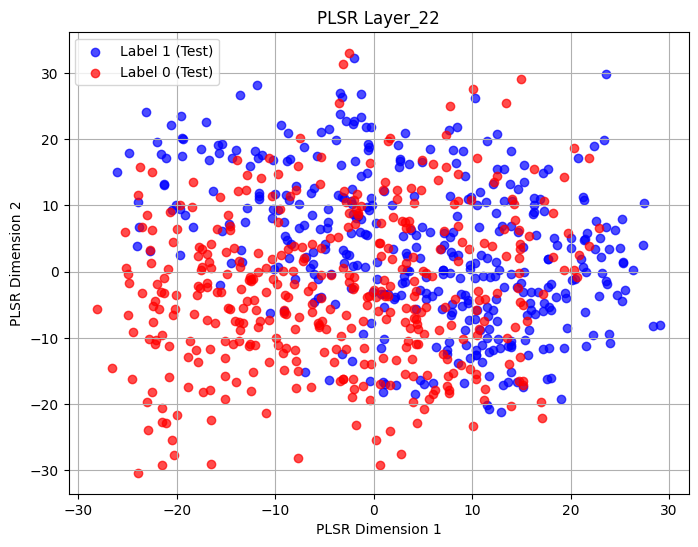 PLSR Layer_22
Label 1 (Test)
Label 0 (Test)
30
20
10
0
−10
−20
−30
PLSR Dimension 2
−30
−20
−10
0
10
20
30
PLSR Dimension 1